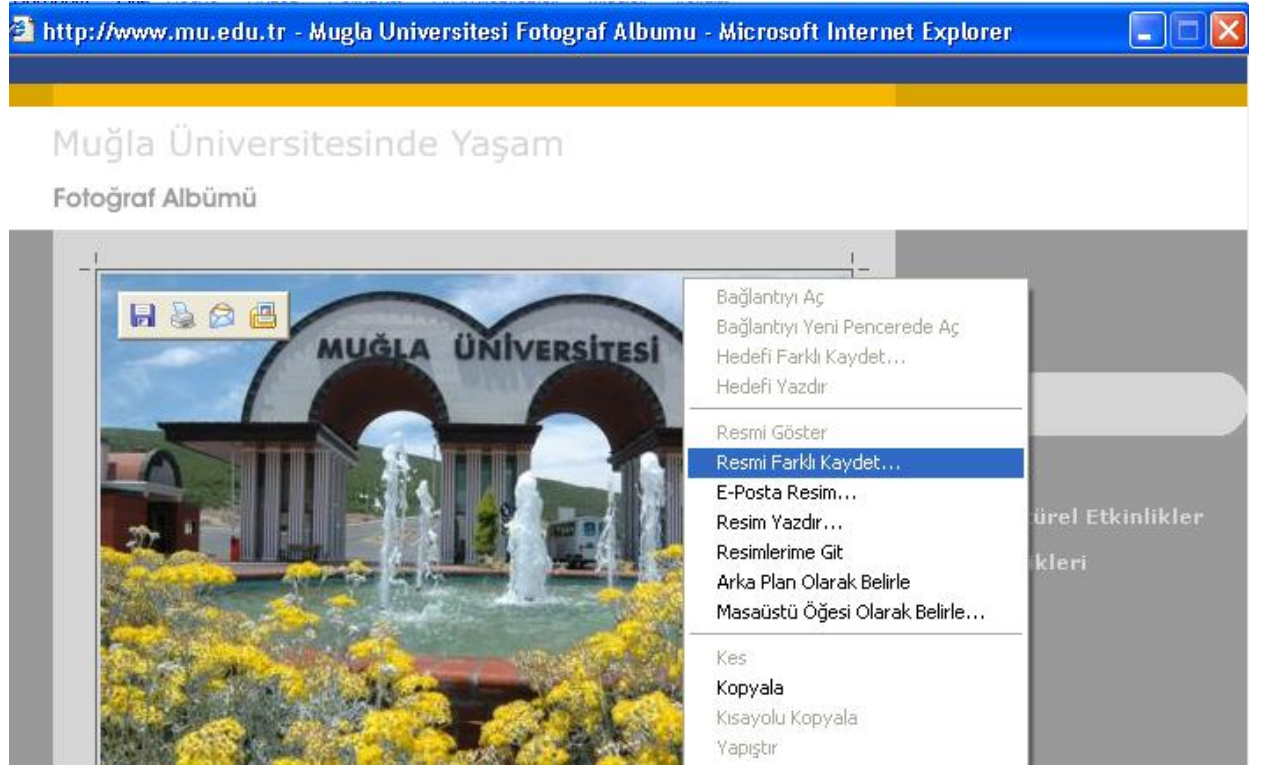 http://www.mu.edu.tr - Mugla Universitesi Fotograf Albumu - Microsoft Internet Explorer
Muğla Üniversitesinde Yaşam
Fotoğraf Albümü
MUĞLA ÜNİVERSİTESİ
Bağlantıyı Aç
Bağlantıyı Yeni Pencerede Aç
Hedefi Farklı Kaydet...
Hedefi Yazdır
Resmi Göster
Resmi Farklı Kaydet...
E-Posta Resim...
Resim Yazdır...
Resimlerime Git
Arka Plan Olarak Belirle
Masaüstü Öğesi Olarak Belirle...
Kes
Kopyala
Kısayolu Kopyala
Yapıştır
türel Etkinlikler
ikleri